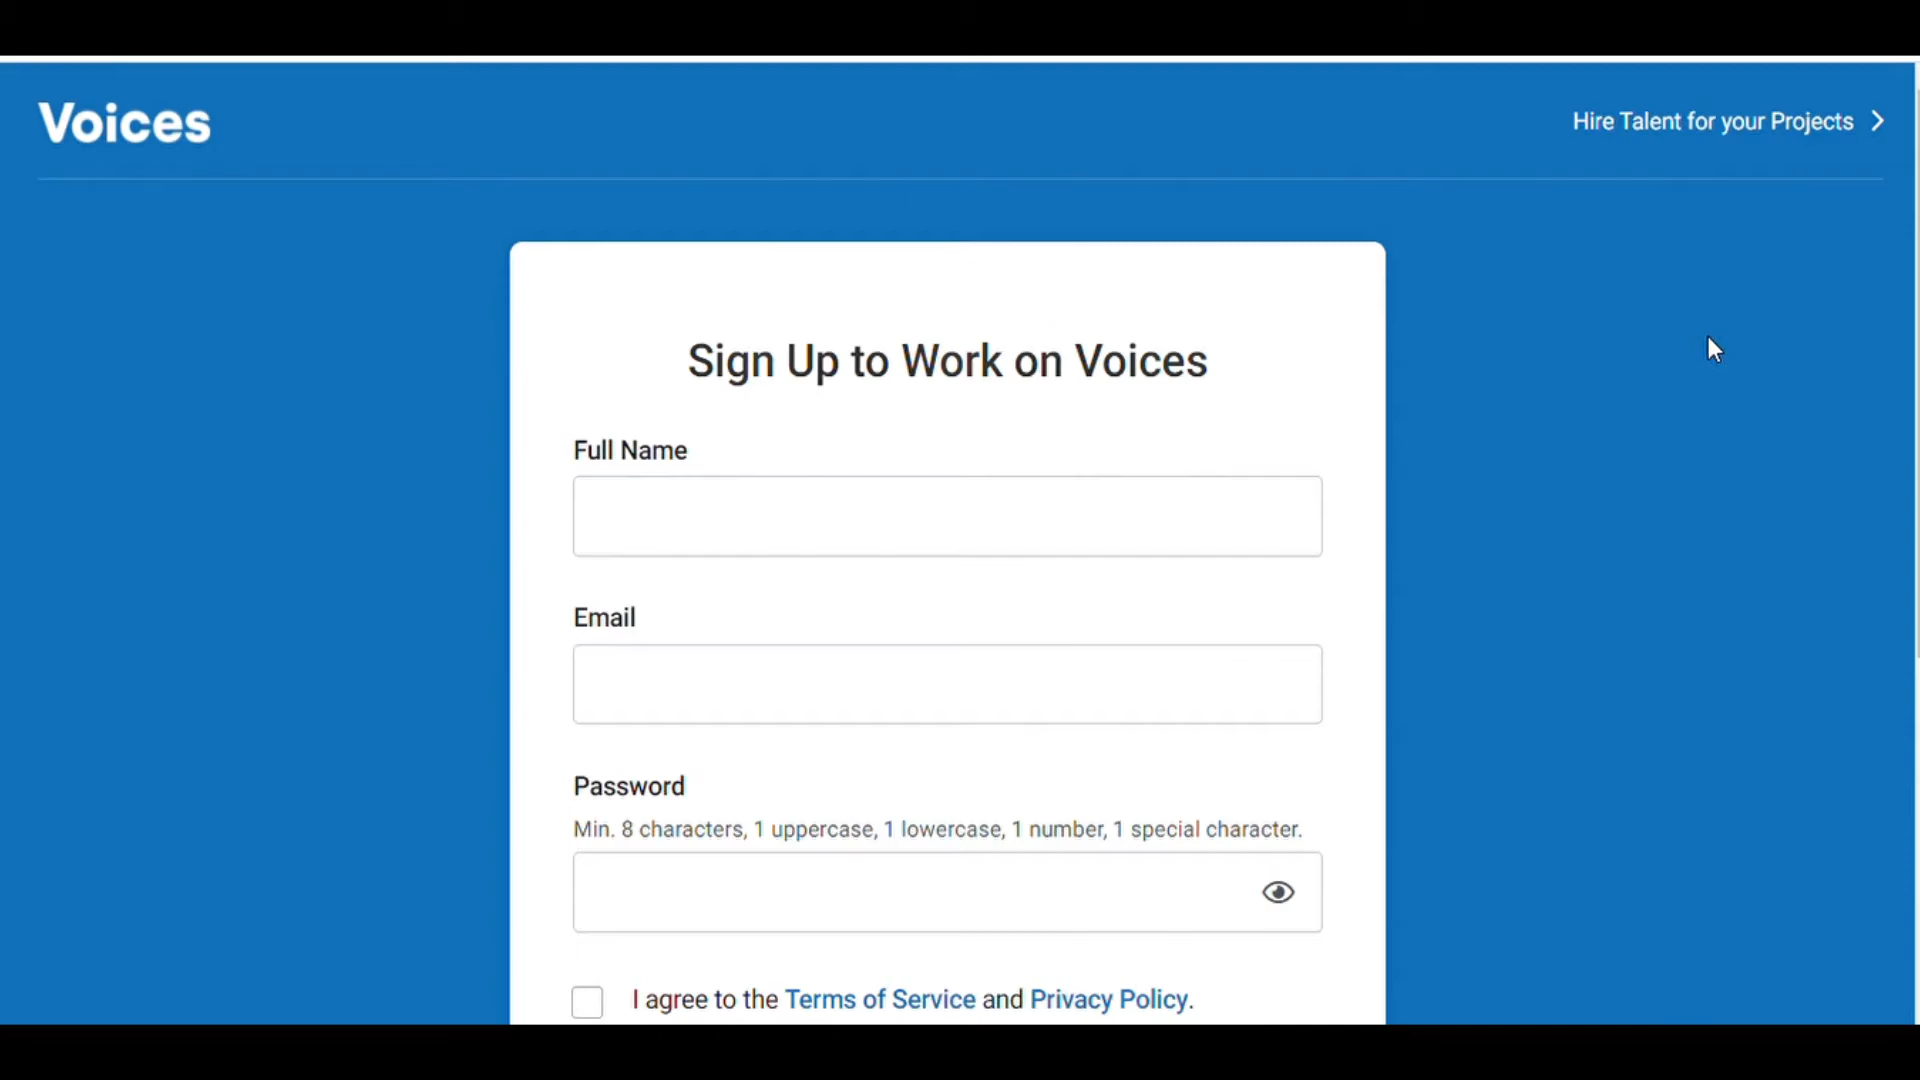 Voices
Hire Talent for your Projects
Sign Up to Work on Voices
Full Name
Email
Password
Min. 8 characters, 1 uppercase, 1 lowercase, 1 number, 1 special character.
I agree to the Terms of Service and Privacy Policy.